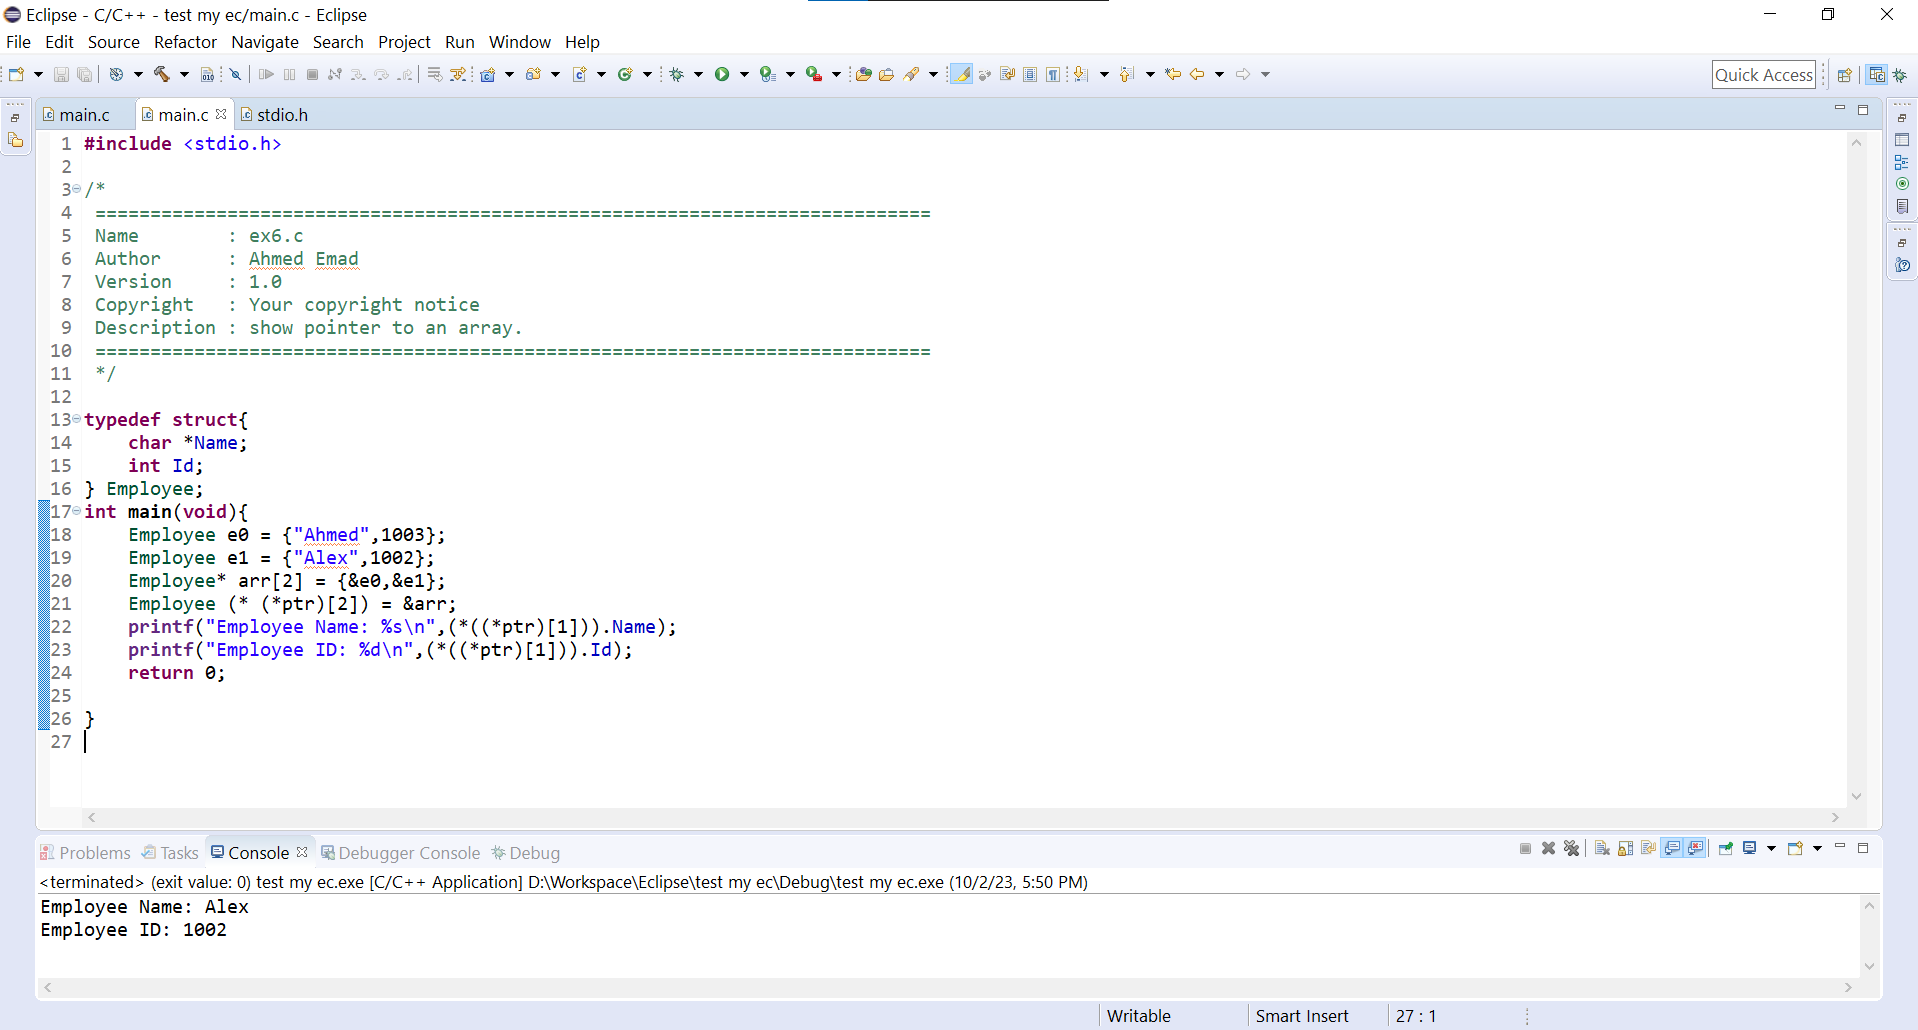 Eclipse - C/C++ - test my ec/main.c - Eclipse
File Edit Source Refactor Navigate Search Project Run Window Help
Quick Access
main.c main.c stdio.h
1 #include <stdio.h>
2
3 /*
4 ============================================================================
5 Name        : ex6.c
6 Author      : Ahmed Emad
7 Version     : 1.0
8 Copyright   : Your copyright notice
9 Description : show pointer to an array.
10 ============================================================================
11 */
12
13 typedef struct{
14     char *Name;
15     int Id;
16 } Employee;
17 int main(void){
18     Employee e0 = {"Ahmed",1003};
19     Employee e1 = {"Alex",1002};
20     Employee* arr[2] = {&e0,&e1};
21     Employee (* (*ptr)[2]) = &arr;
22     printf("Employee Name: %s\n",(*((*ptr)[1])).Name);
23     printf("Employee ID: %d\n",(*((*ptr)[1])).Id);
24     return 0;
25
26 }
27
Problems Tasks Console Debugger Console Debug
<terminated> (exit value: 0) test my ec.exe [C/C++ Application] D:\Workspace\Eclipse\test my ec\Debug\test my ec.exe (10/2/23, 5:50 PM)
Employee Name: Alex
Employee ID: 1002
Writable Smart Insert 27 : 1